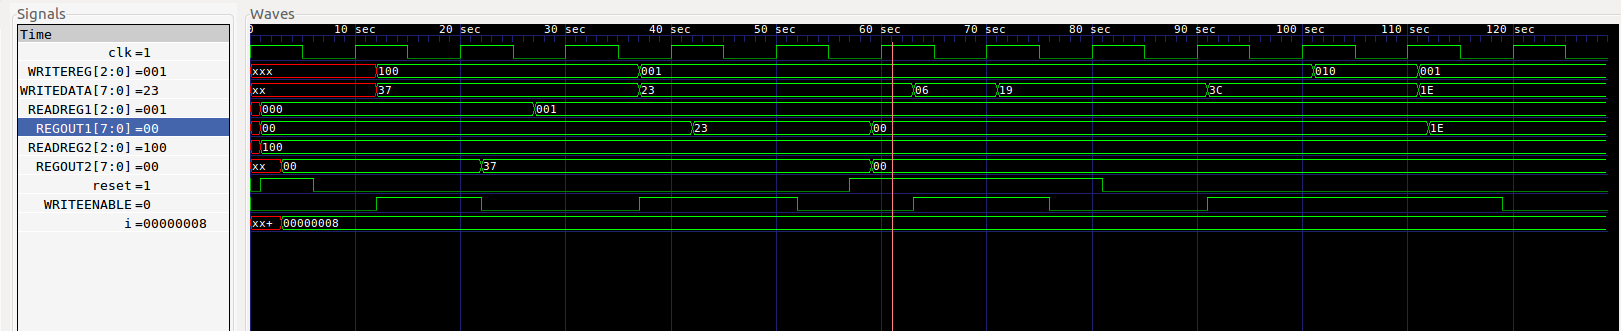 Signals Waves
Time
0 10 sec 20 sec 30 sec 40 sec 50 sec 60 sec 70 sec 80 sec 90 sec 100 sec 110 sec 120 sec
clk=1
WRITEREG[2:0]=001 xxx 100 001 010 001
WRITEDATA[7:0]=23 xx 37 23 06 19 3C 1E
READREG1[2:0]=001 000 001
REGOUT1[7:0]=00 00 23 00 1E
READREG2[2:0]=100 100
REGOUT2[7:0]=00 xx 00 37 00
reset=1
WRITEENABLE=0
i=00000008 xx+ 00000008